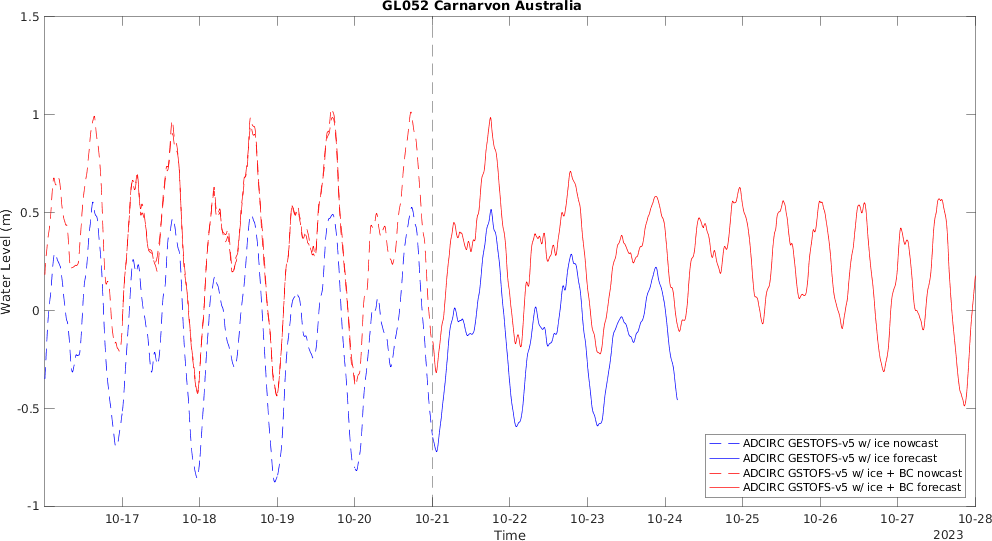 GL052 Carnarvon Australia
1.5
1
0.5
0
-0.5
-1
Water Level (m)
ADCIRC GESTOFS-v5 w/ ice nowcast
ADCIRC GESTOFS-v5 w/ ice forecast
ADCIRC GSTOFS-v5 w/ ice + BC nowcast
ADCIRC GSTOFS-v5 w/ ice + BC forecast
10-17 10-18 10-19 10-20 10-21 10-22 10-23 10-24 10-25 10-26 10-27 10-28
Time
2023